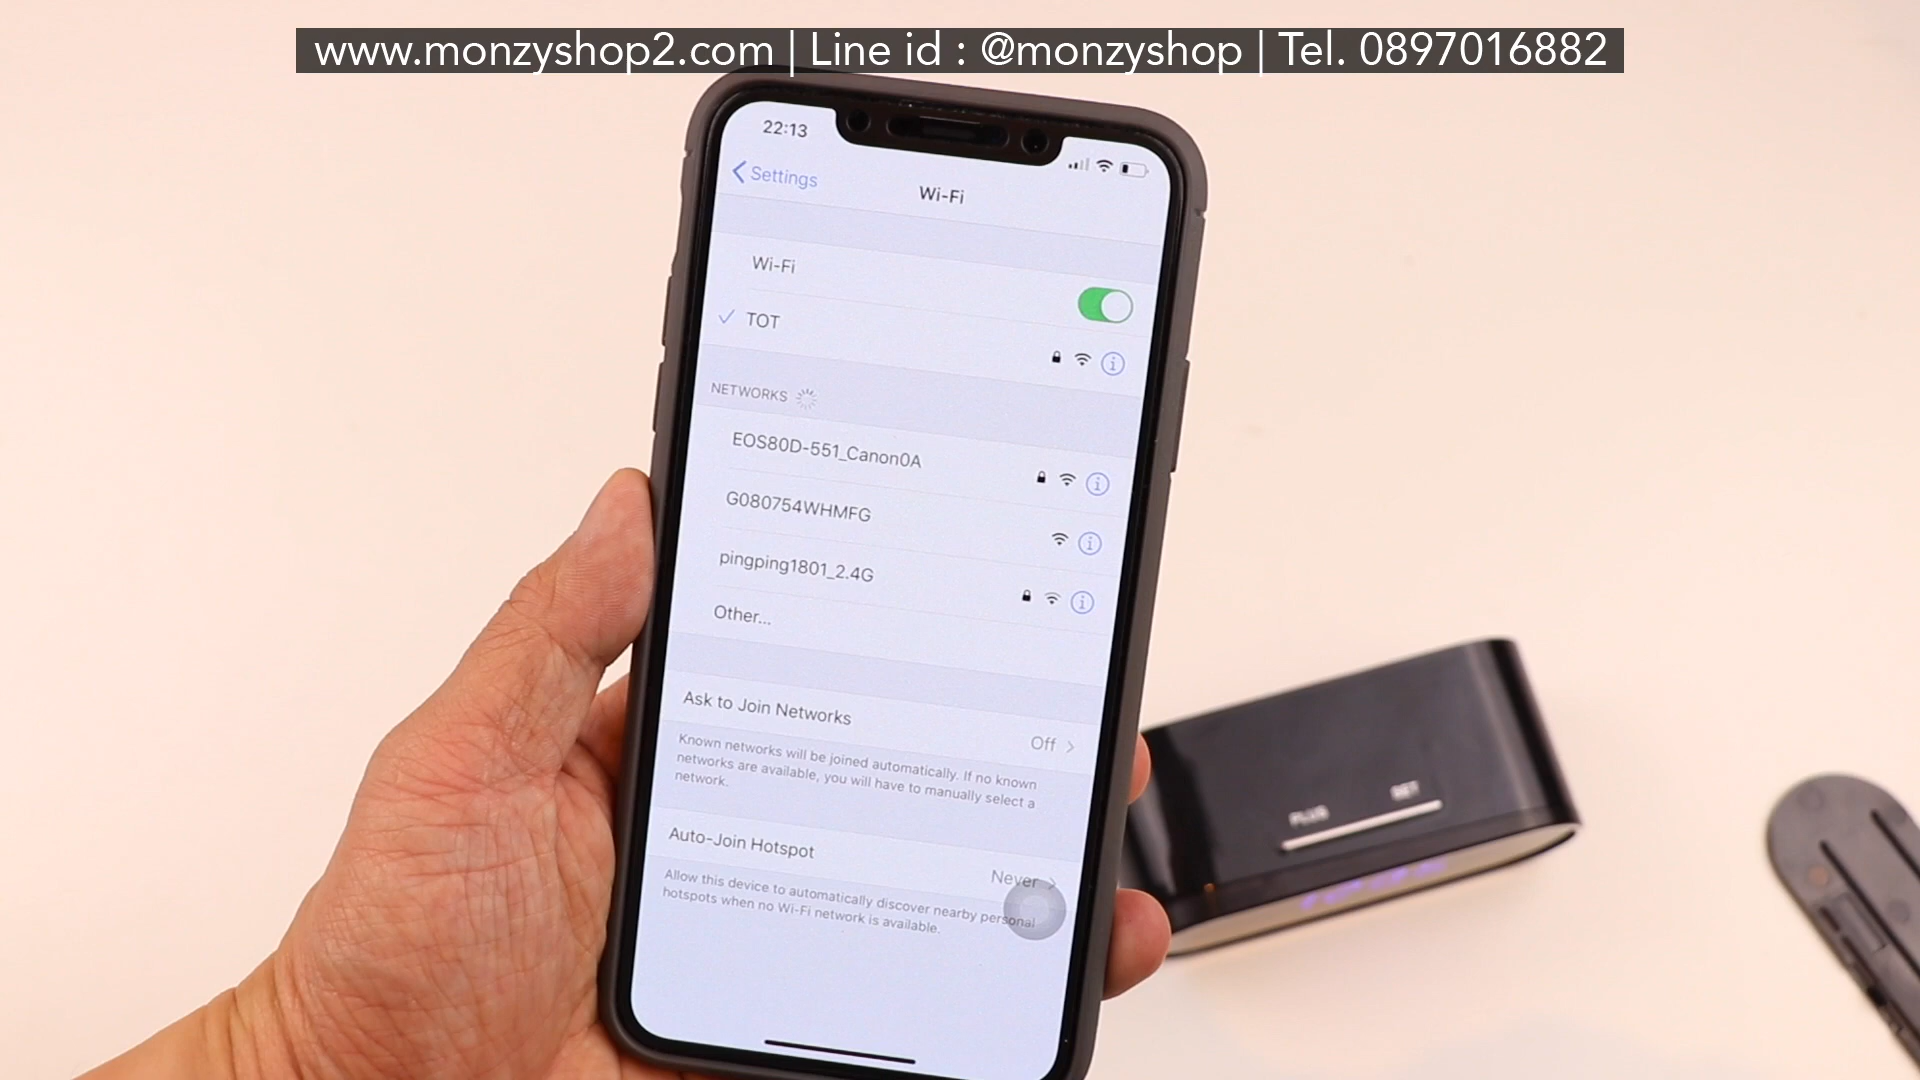 www.monzyshop2.com | Line id : @monzyshop | Tel. 0897016882
22:13
Settings
Wi-Fi
Wi-Fi
TOT
NETWORKS
EOS80D-551_Canon0A
G080754WHMFG
pingping1801_2.4G
Other...
Ask to Join Networks
Off
Known networks will be joined automatically. If no known
networks are available, you will have to manually select a
network.
Auto-Join Hotspot
Never
Allow this device to automatically discover nearby personal
hotspots when no Wi-Fi network is available.
PLUS
SET